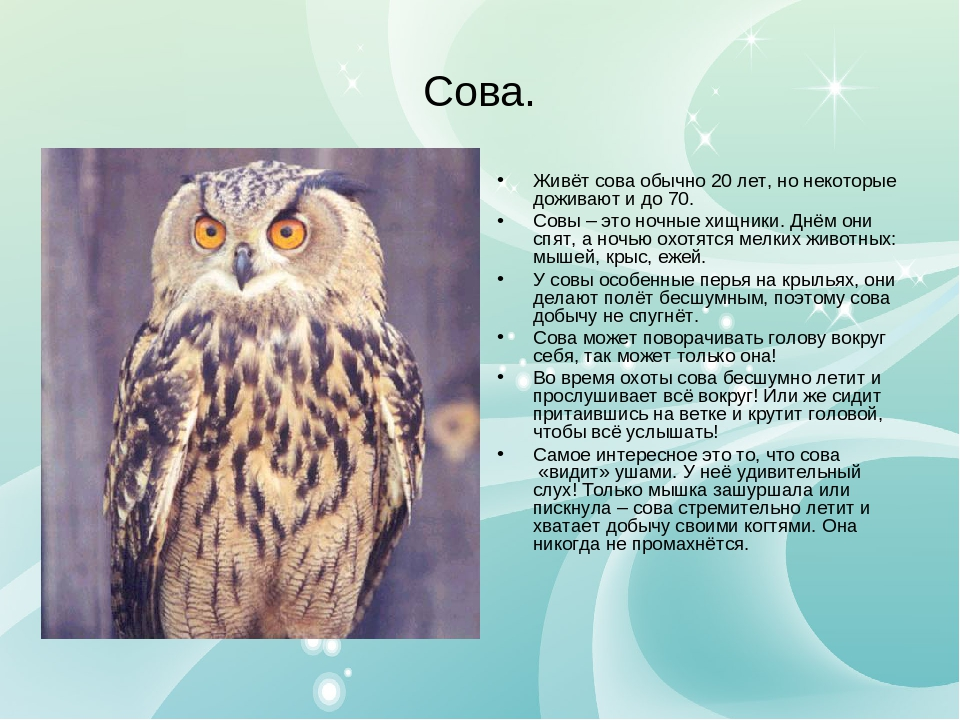 Сова.
• Живёт сова обычно 20 лет, но некоторые
доживают и до 70.
• Совы – это ночные хищники. Днём они
спят, а ночью охотятся мелких животных:
мышей, крыс, ежей.
• У совы особенные перья на крыльях, они
делают полёт бесшумным, поэтому сова
добычу не спугнёт.
• Сова может поворачивать голову вокруг
себя, так может только она!
• Во время охоты сова бесшумно летит и
прослушивает всё вокруг! Или же сидит
притаившись на ветке и крутит головой,
чтобы всё услышать!
• Самое интересное это то, что сова
«видит» ушами. У неё удивительный
слух! Только мышка зашуршала или
пискнула – сова стремительно летит и
хватает добычу своими когтями. Она
никогда не промахнётся.